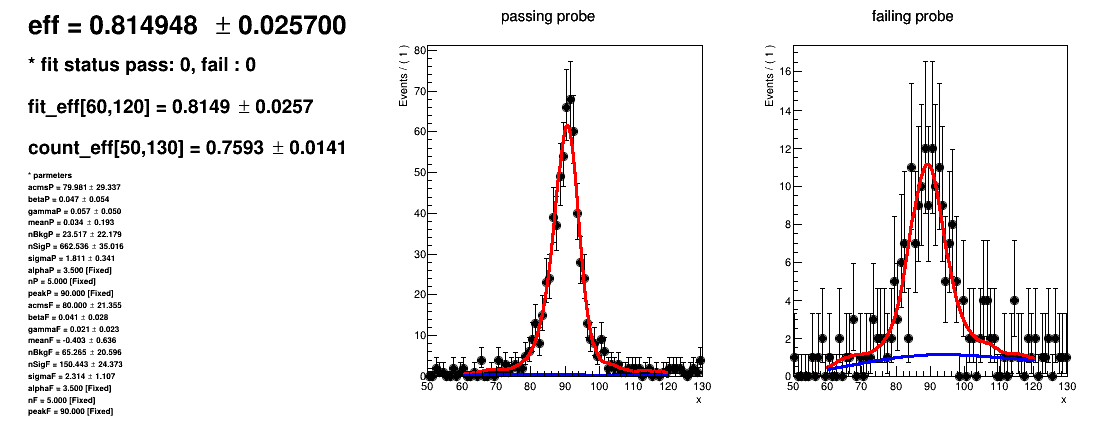 eff = 0.814948 ± 0.025700
* fit status pass: 0, fail : 0
fit_eff[60,120] = 0.8149 ± 0.0257
count_eff[50,130] = 0.7593 ± 0.0141
* parmeters
acmsP = 79.981 ± 29.337
betaP = 0.047 ± 0.054
gammaP = 0.057 ± 0.050
meanP = 0.034 ± 0.193
nBkgP = 23.517 ± 22.179
nSigP = 662.536 ± 35.016
sigmaP = 1.811 ± 0.341
alphaP = 3.500 [Fixed]
nP = 5.000 [Fixed]
peakP = 90.000 [Fixed]
acmsF = 80.000 ± 21.355
betaF = 0.041 ± 0.028
gammaF = 0.021 ± 0.023
meanF = -0.403 ± 0.636
nBkgF = 65.265 ± 20.596
nSigF = 150.443 ± 24.373
sigmaF = 2.314 ± 1.107
alphaF = 3.500 [Fixed]
nF = 5.000 [Fixed]
peakF = 90.000 [Fixed]
passing probe
Events / ( 1 )
80
70
60
50
40
30
20
10
0
50 60 70 80 90 100 110 120 130
x
failing probe
Events / ( 1 )
16
14
12
10
8
6
4
2
0
50 60 70 80 90 100 110 120 130
x